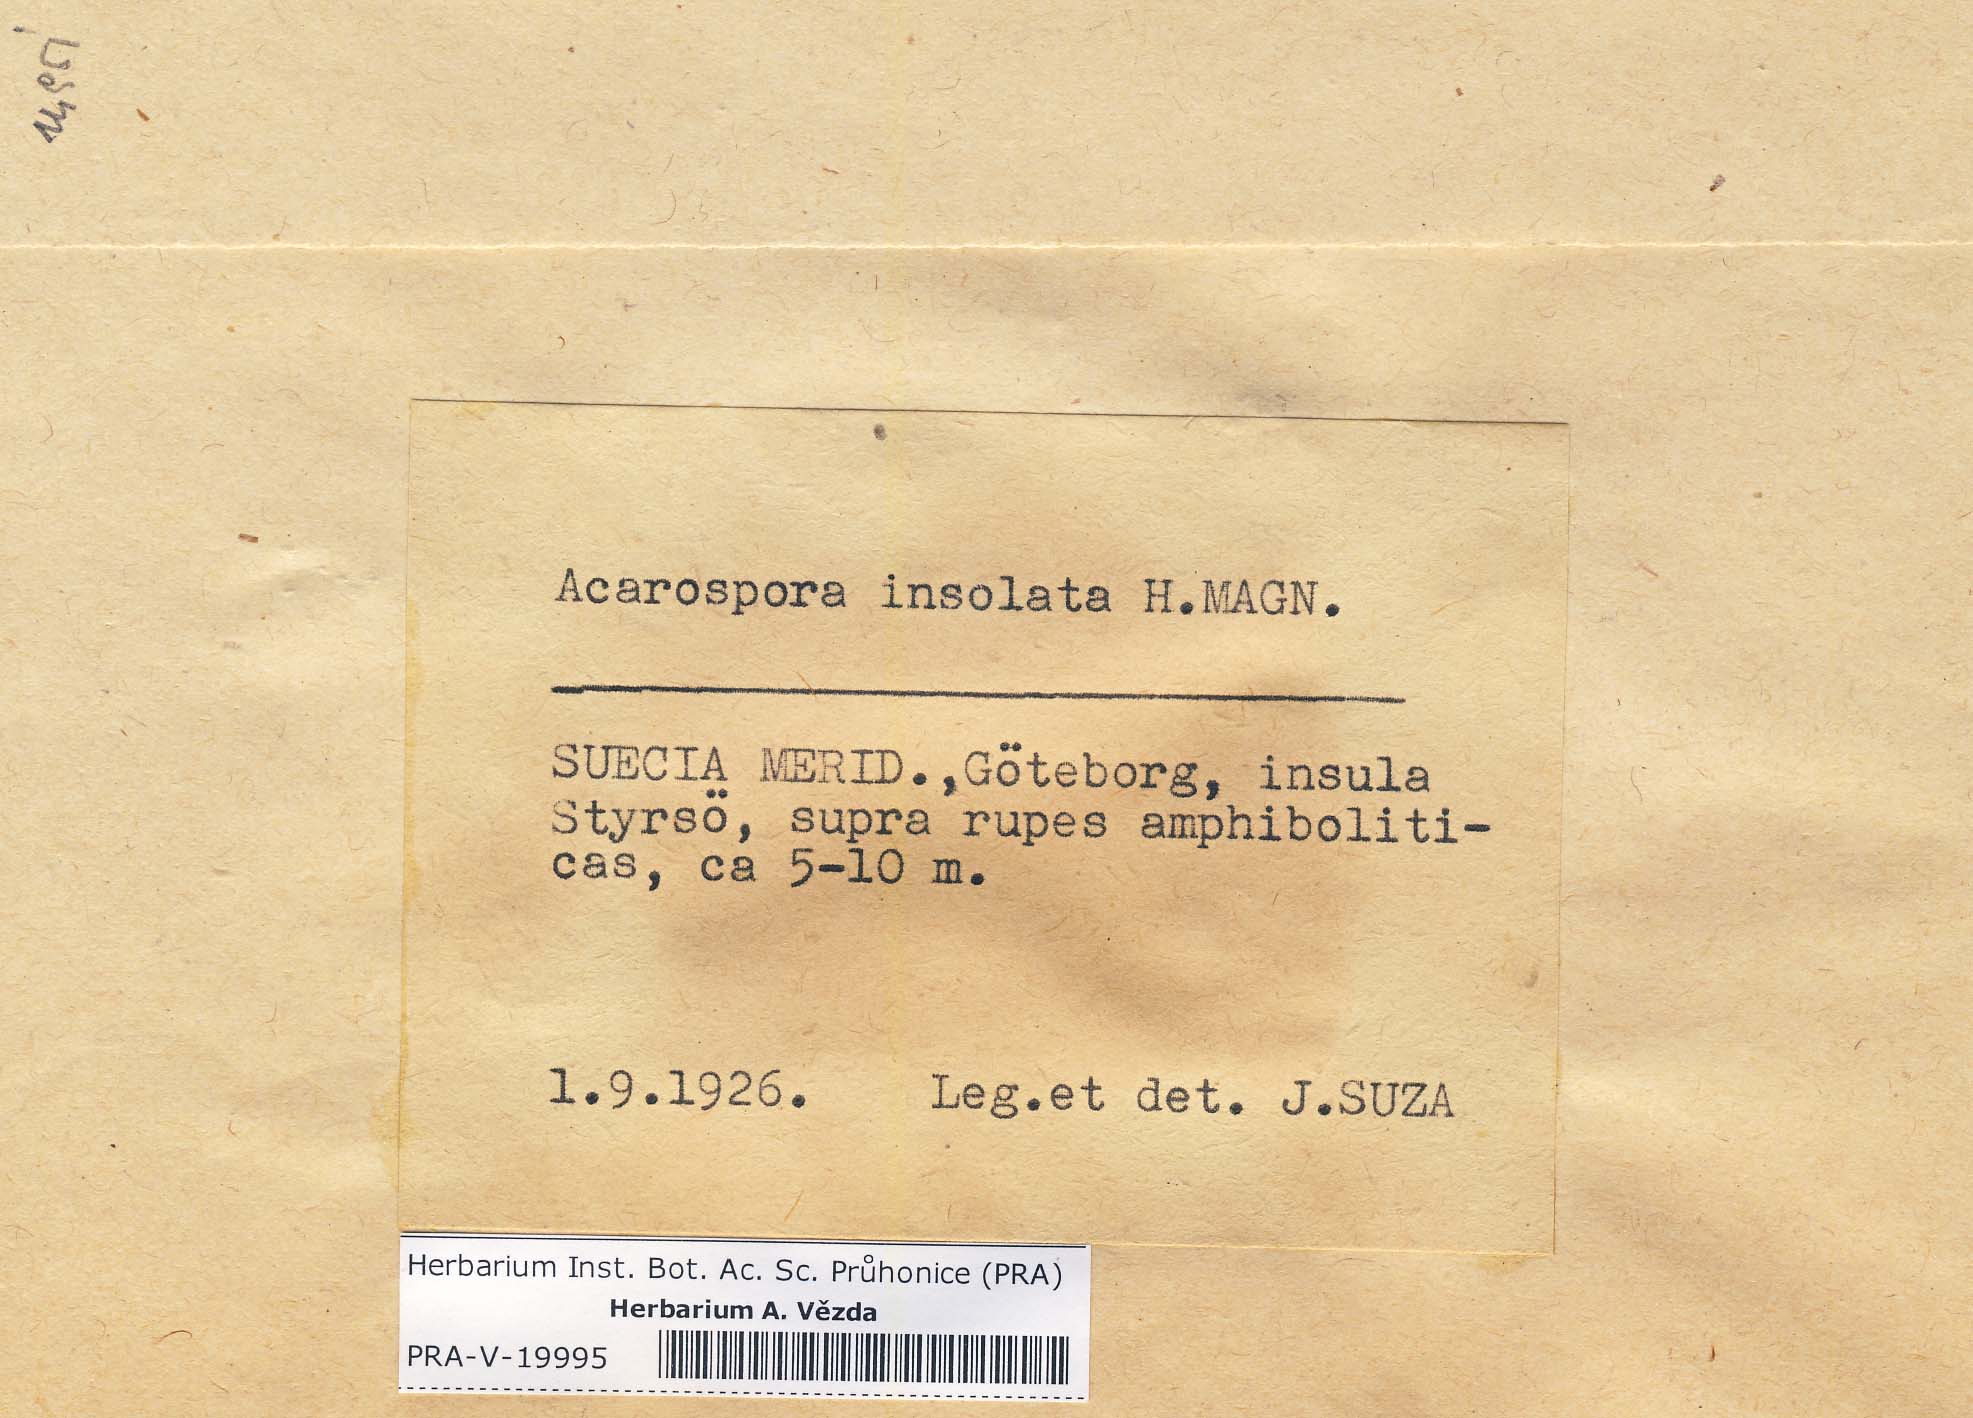 Acarospora insolata H.MAGN.
SUECIA MERID.,Göteborg, insula
Styrsö, supra rupes amphiboliti-
cas, ca 5-10 m.
1.9.1926. Leg.et det. J.SUZA
Herbarium Inst. Bot. Ac. Sc. Průhonice (PRA)
Herbarium A. Vězda
PRA-V-19995